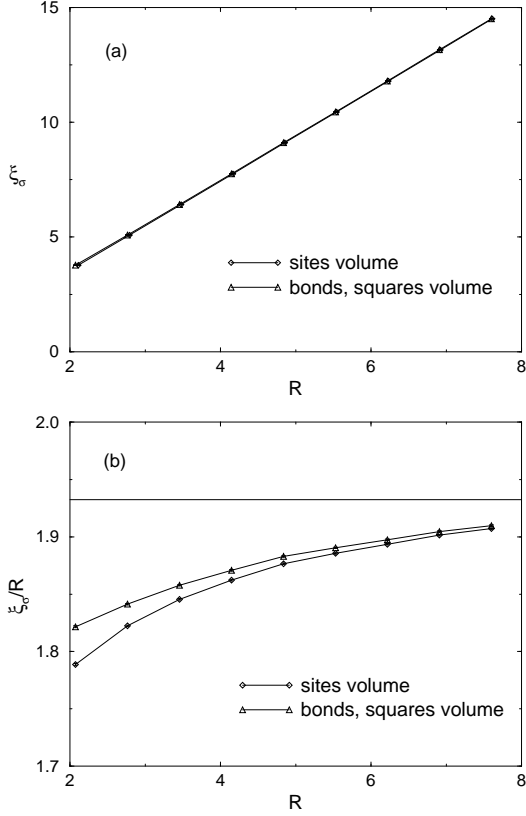 15
(a)
10
ξσ
5
sites volume
bonds, squares volume
0
2 4 6 8
R
2.0
(b)
1.9
ξσ/R
1.8
sites volume
bonds, squares volume
1.7
2 4 6 8
R